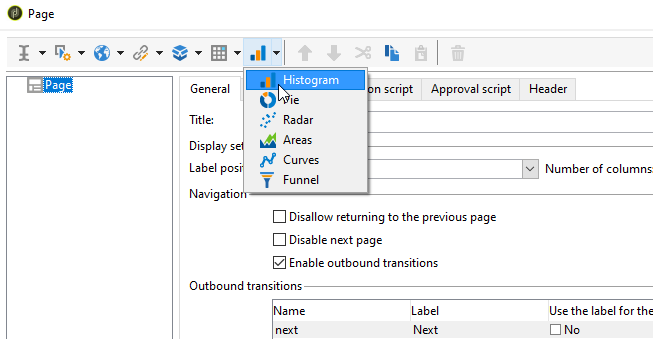 Page
Page
General
on script
Approval script
Header
Histogram
Pie
Radar
Areas
Curves
Funnel
Title:
Display set
Label posi
Number of columns:
Navigation
Disallow returning to the previous page
Disable next page
Enable outbound transitions
Outbound transitions
Name Label Use the label for the
next Next No